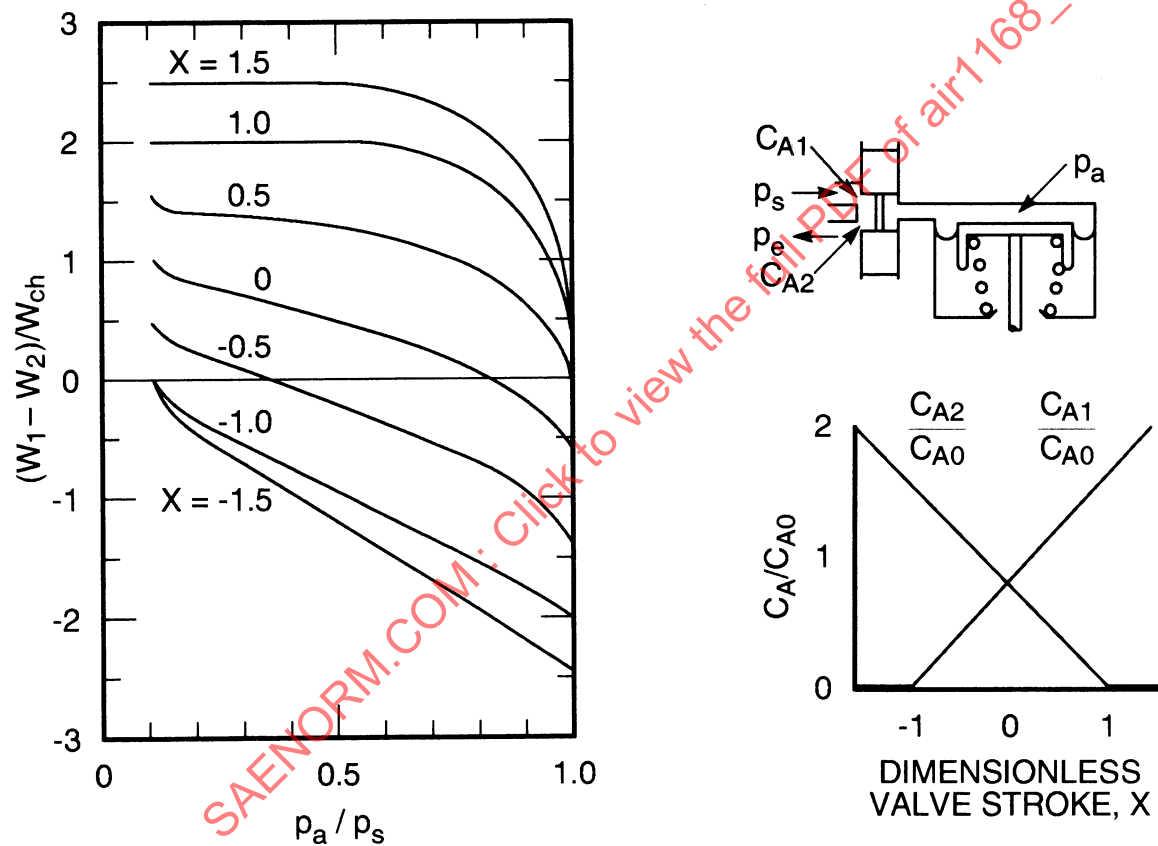 3
2
1
0
-1
-2
-3
(W1 – W2)/Wch
X = 1.5
1.0
0.5
0
-0.5
-1.0
X = -1.5
0
0.5
1.0
pa / ps
CA1
ps
pe
CA2
pa
CA2
CA0
CA1
CA0
2
1
0
CA/CA0
-1
0
1
DIMENSIONLESS
VALVE STROKE, X
SAENORM.COM : Click to view the full PDF of air1168_